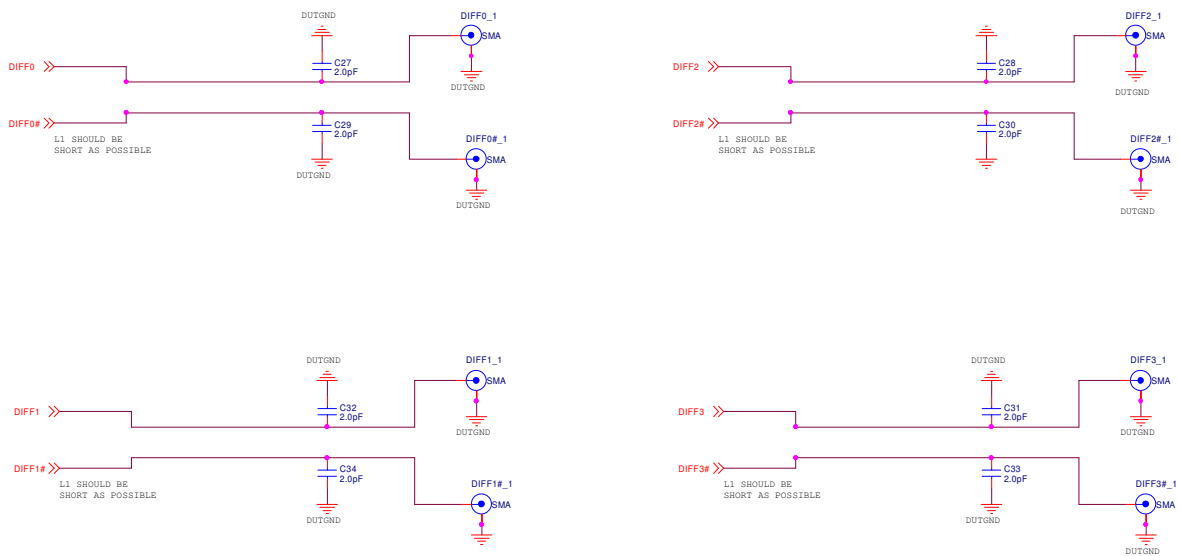 DUTGND
DIFF0_1
SMA
DIFF0
C27
2.0pF
DUTGND
DIFF0#
C29
2.0pF
L1 SHOULD BE
SHORT AS POSSIBLE
DIFF0#_1
SMA
DUTGND
DUTGND
DIFF2_1
SMA
DIFF2
C28
2.0pF
DUTGND
DIFF2#
C30
2.0pF
L1 SHOULD BE
SHORT AS POSSIBLE
DIFF2#_1
SMA
DUTGND
DUTGND
DIFF1_1
SMA
DIFF1
C32
2.0pF
DUTGND
DIFF1#
C34
2.0pF
L1 SHOULD BE
SHORT AS POSSIBLE
DIFF1#_1
SMA
DUTGND
DUTGND
DIFF3_1
SMA
DIFF3
C31
2.0pF
DUTGND
DIFF3#
C33
2.0pF
L1 SHOULD BE
SHORT AS POSSIBLE
DIFF3#_1
SMA
DUTGND
DUTGND